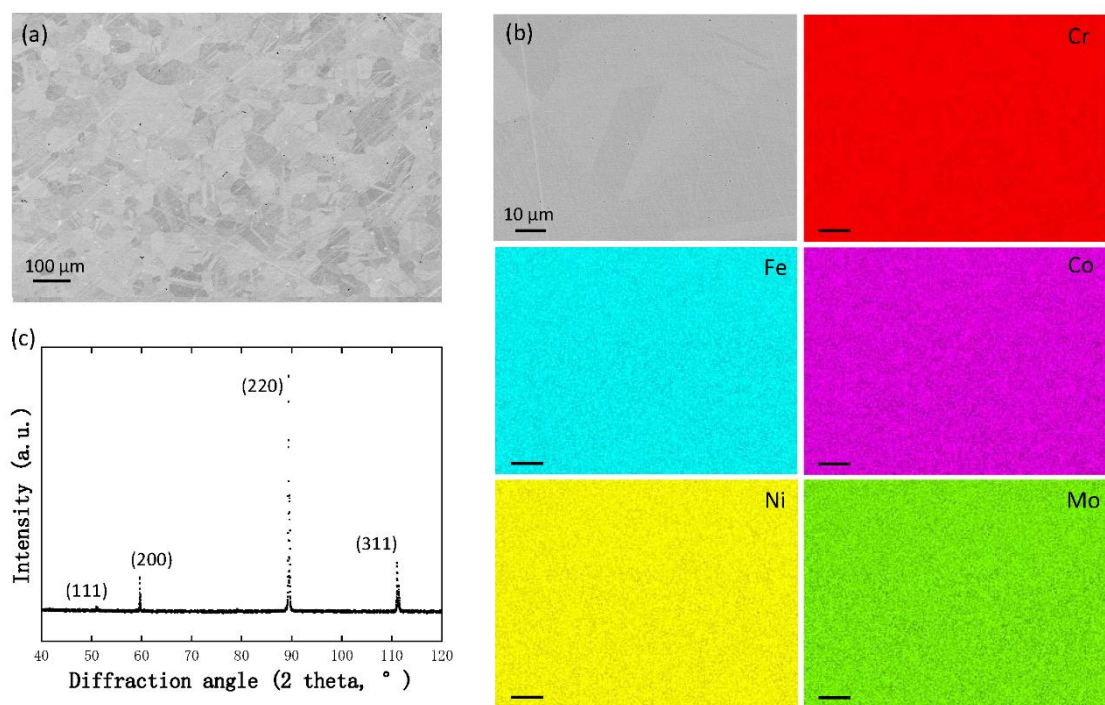 (a)
100 μm
(b)
10 μm
Cr
Fe
Co
Ni
Mo
(c)
Intensity (a.u.)
(111)
(200)
(220)
(311)
40 50 60 70 80 90 100 110 120
Diffraction angle (2 theta, °)